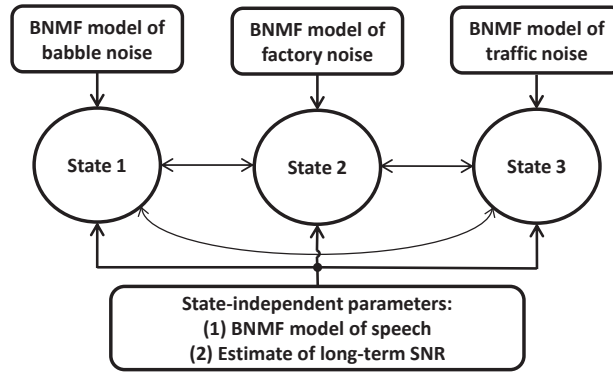 BNMF model of
babble noise
BNMF model of
factory noise
BNMF model of
traffic noise
State 1
State 2
State 3
State-independent parameters:
(1) BNMF model of speech
(2) Estimate of long-term SNR